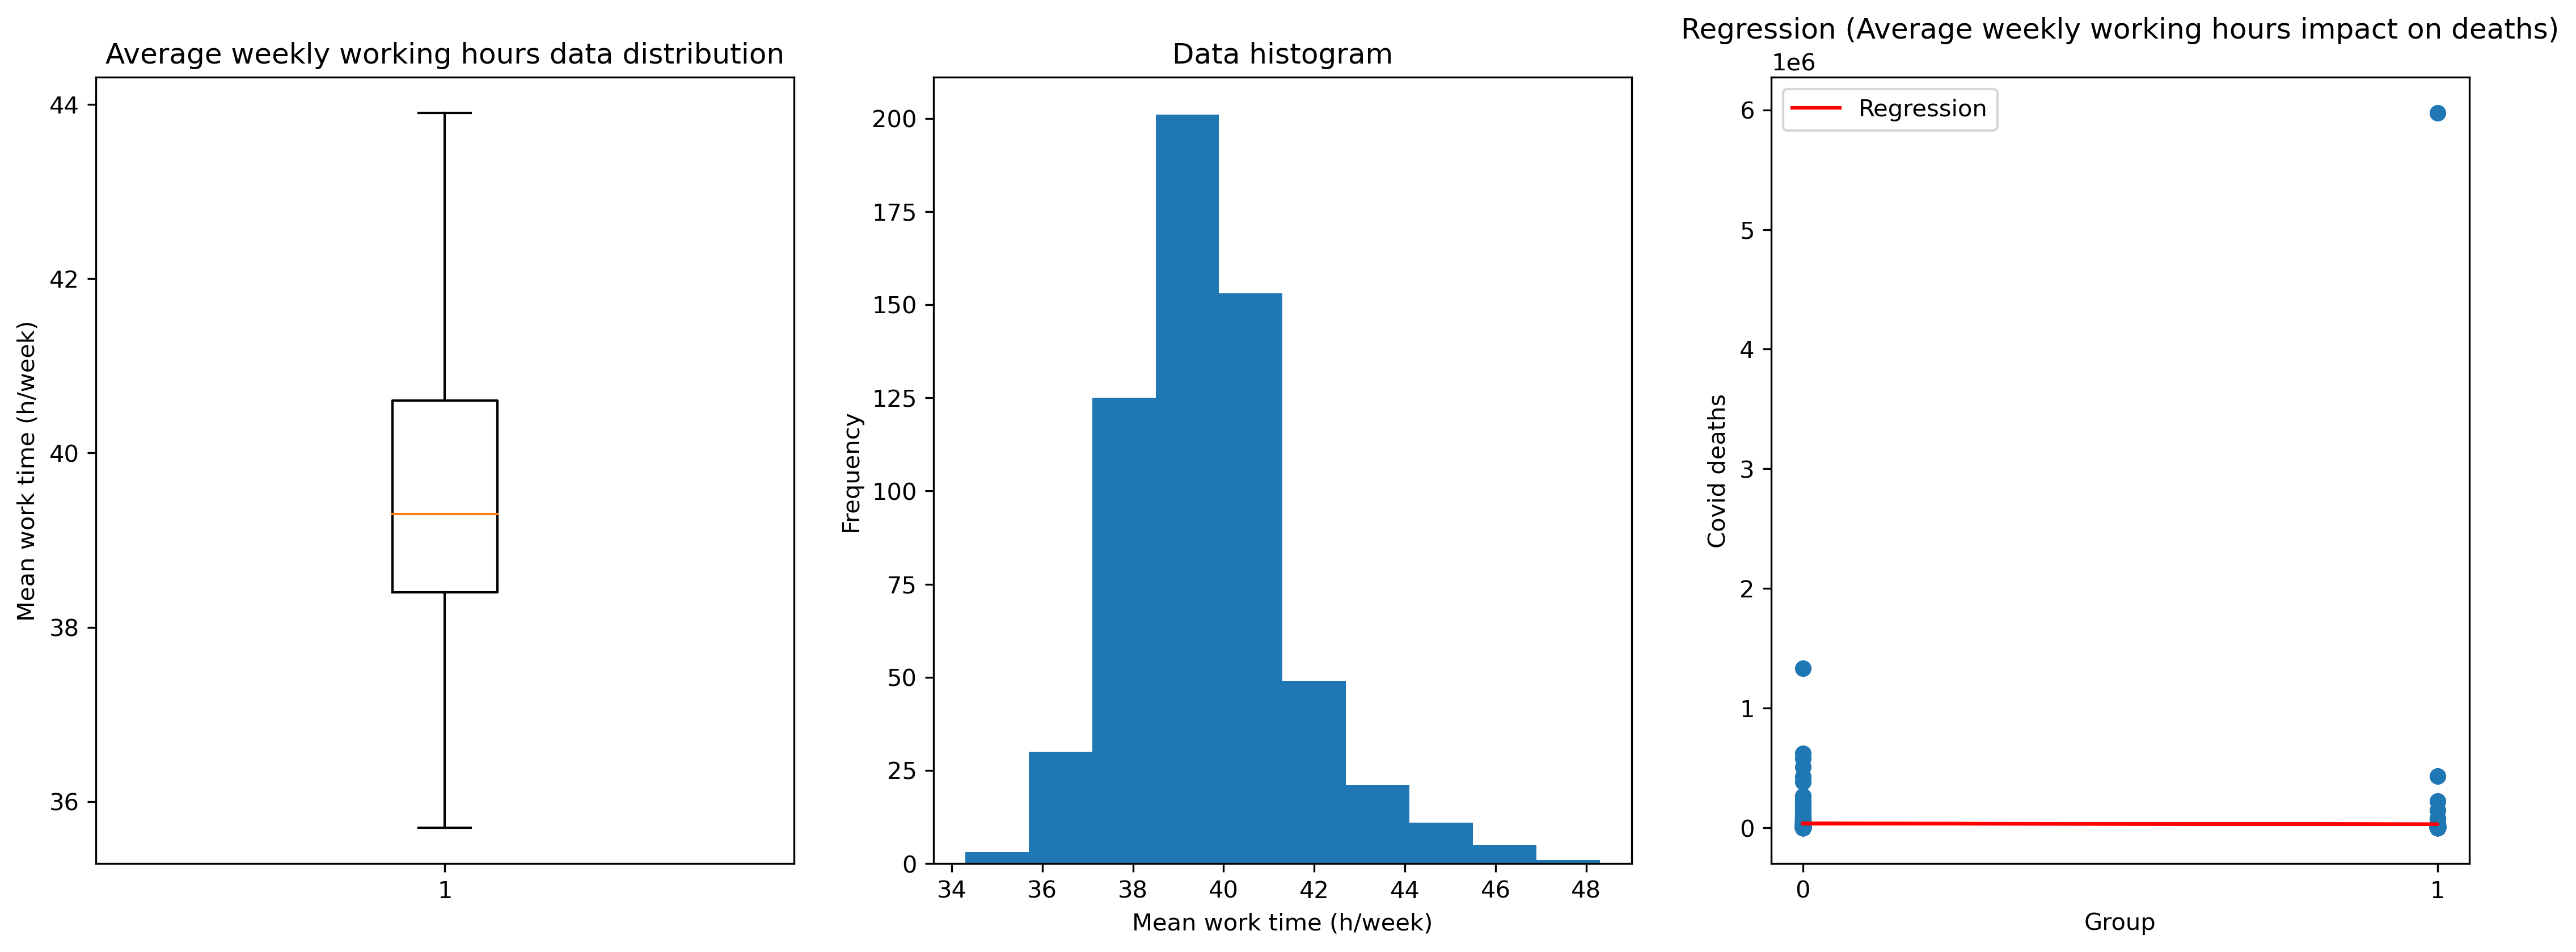 Average weekly working hours data distribution
Mean work time (h/week)
44
42
40
38
36
1
Data histogram
Frequency
200
175
150
125
100
75
50
25
0
34 36 38 40 42 44 46 48
Mean work time (h/week)
Regression (Average weekly working hours impact on deaths)
1e6
Regression
Covid deaths
6
5
4
3
2
1
0
0 1
Group